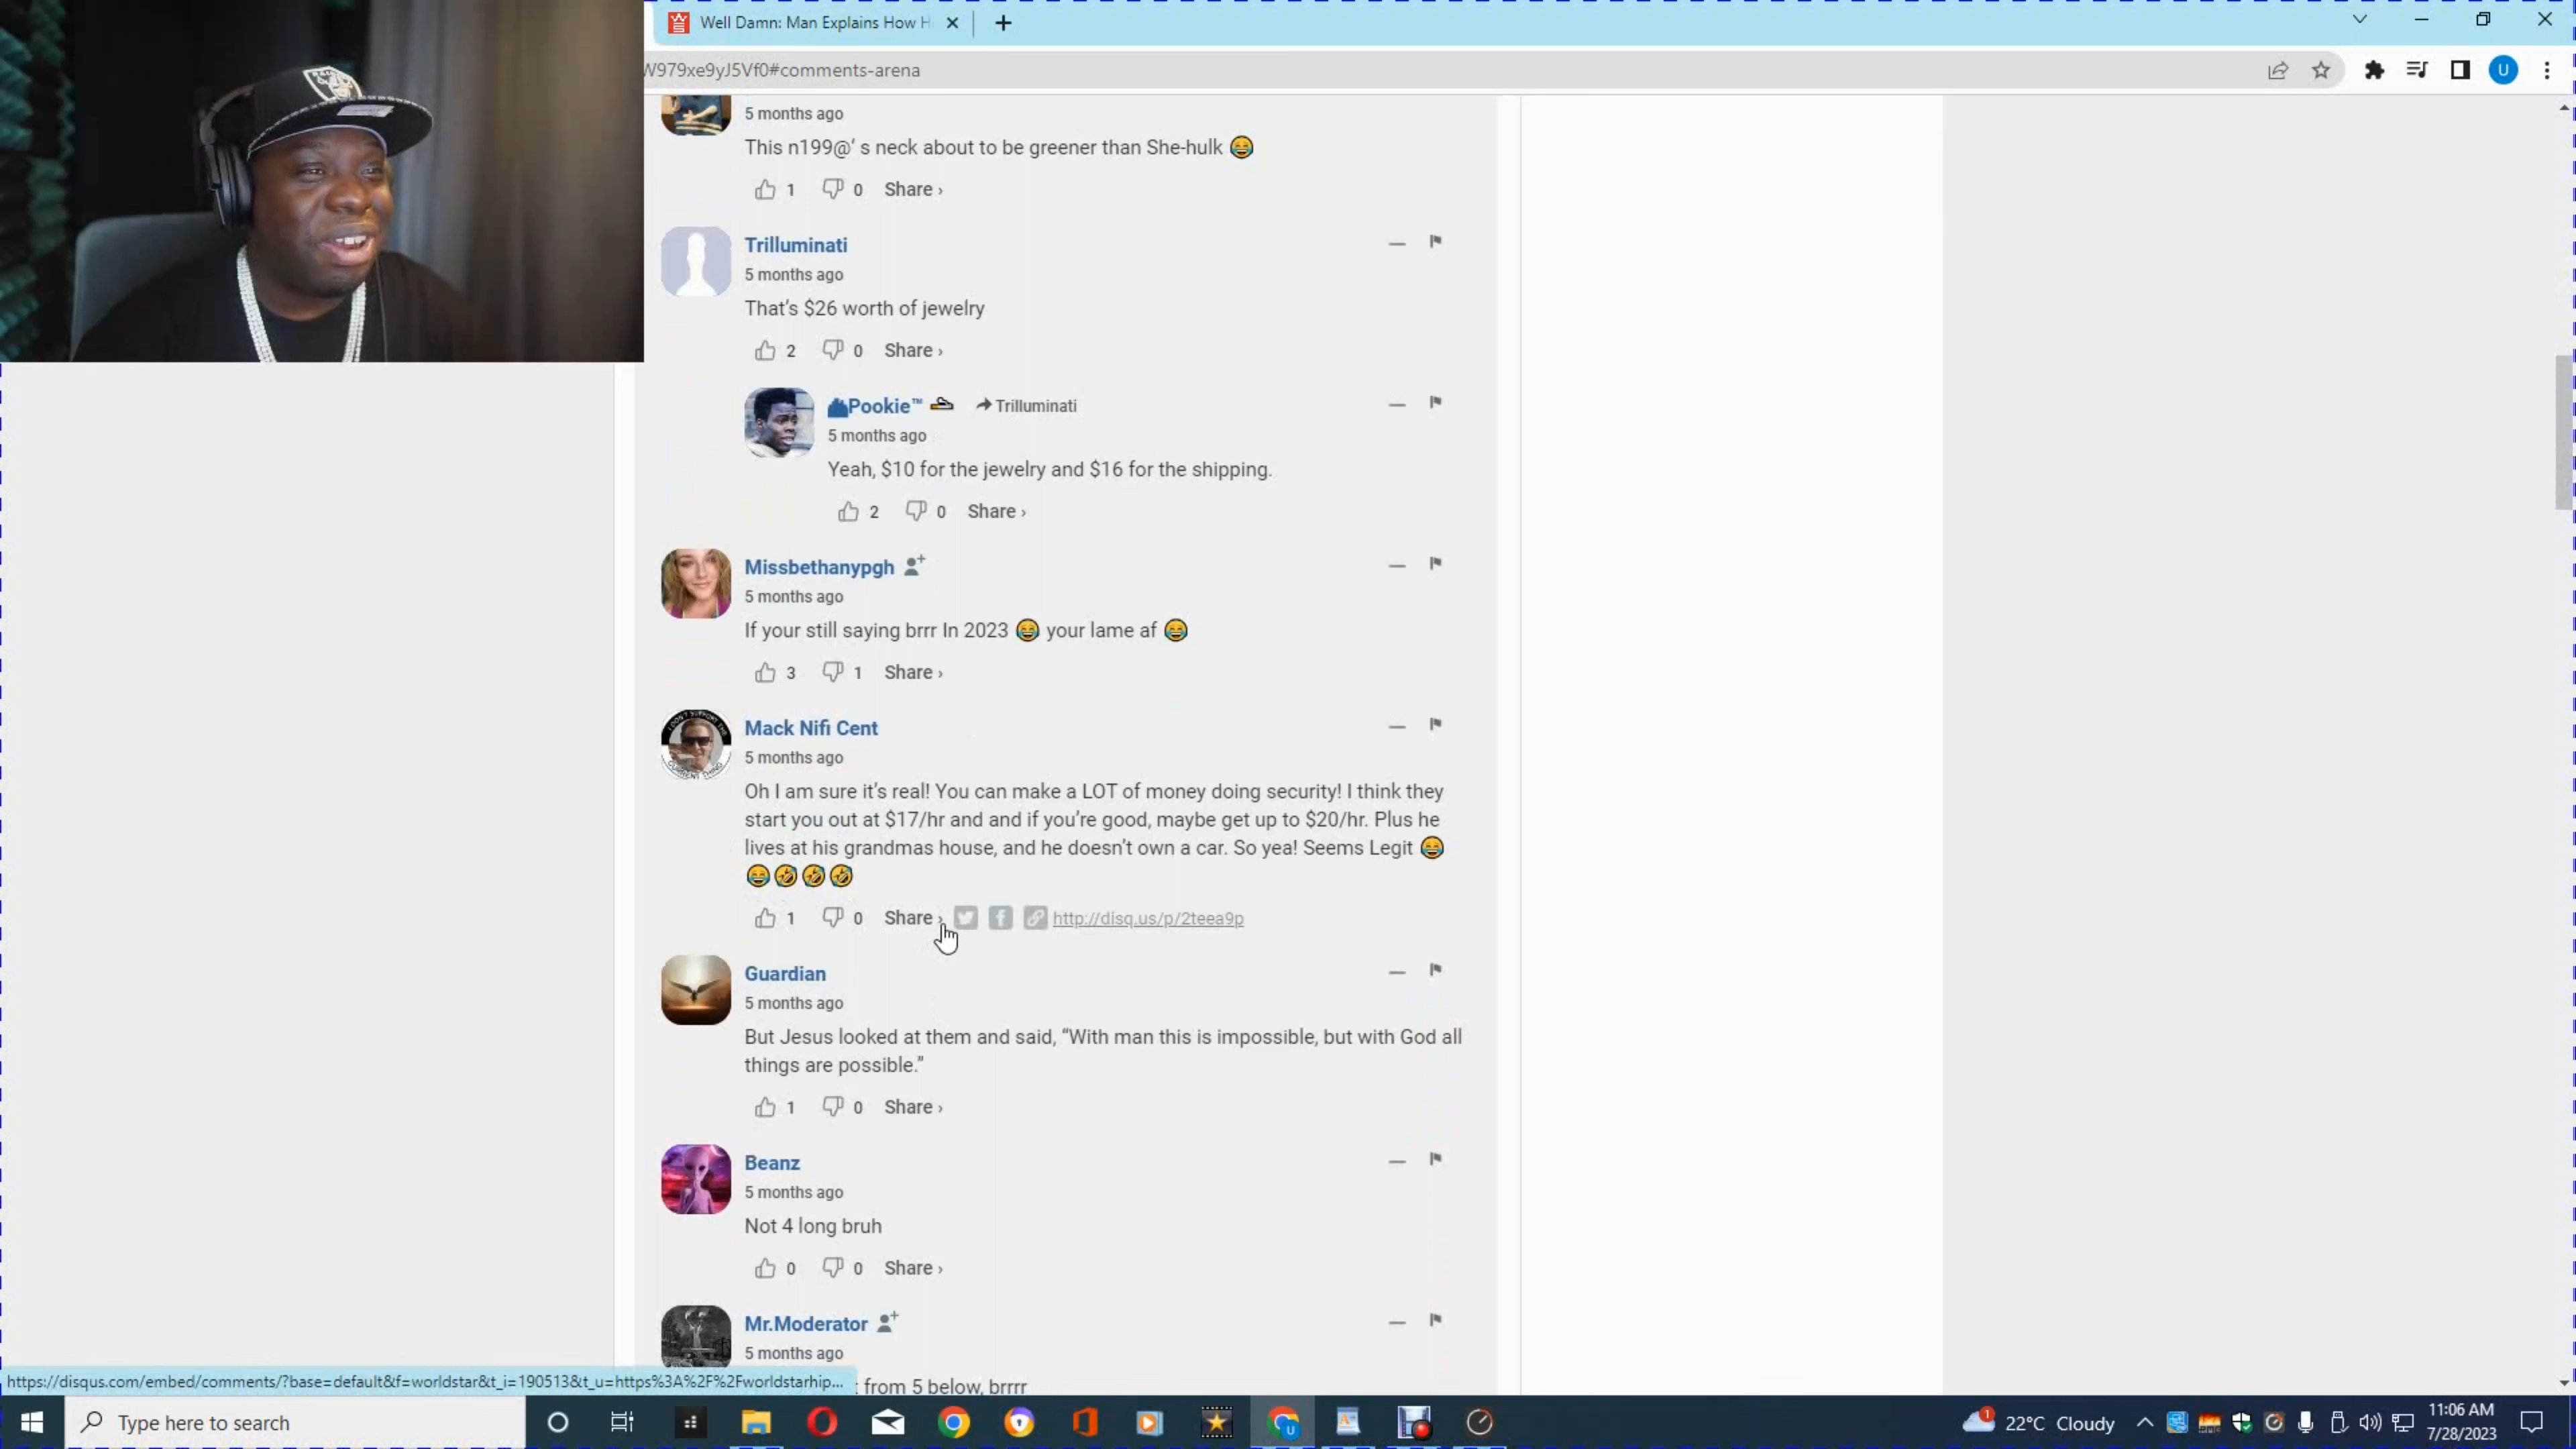 Well Damn: Man Explains How H
W979xe9yJ5Vf0#comments-arena
U
RAIDERS
5 months ago
This n199@' s neck about to be greener than She-hulk 😂
1 0 Share ›
Trilluminati
5 months ago
That's $26 worth of jewelry
2 0 Share ›
Pookie™ Trilluminati
5 months ago
Yeah, $10 for the jewelry and $16 for the shipping.
2 0 Share ›
Missbethanypgh
5 months ago
If your still saying brrr In 2023 😂 your lame af 😂
3 1 Share ›
Mack Nifi Cent
5 months ago
Oh I am sure it's real! You can make a LOT of money doing security! I think they
start you out at $17/hr and and if you're good, maybe get up to $20/hr. Plus he
lives at his grandmas house, and he doesn't own a car. So yea! Seems Legit 😂
😂🤣🤣🤣
1 0 Share › http://disq.us/p/2teea9p
Guardian
5 months ago
But Jesus looked at them and said, “With man this is impossible, but with God all
things are possible.”
1 0 Share ›
Beanz
5 months ago
Not 4 long bruh
0 0 Share ›
Mr.Moderator
5 months ago
from 5 below, brrrr
https://disqus.com/embed/comments/?base=default&f=worldstar&t_i=190513&t_u=https%3A%2F%2Fworldstarhip...
Type here to search
1 22°C Cloudy
11:06 AM
7/28/2023